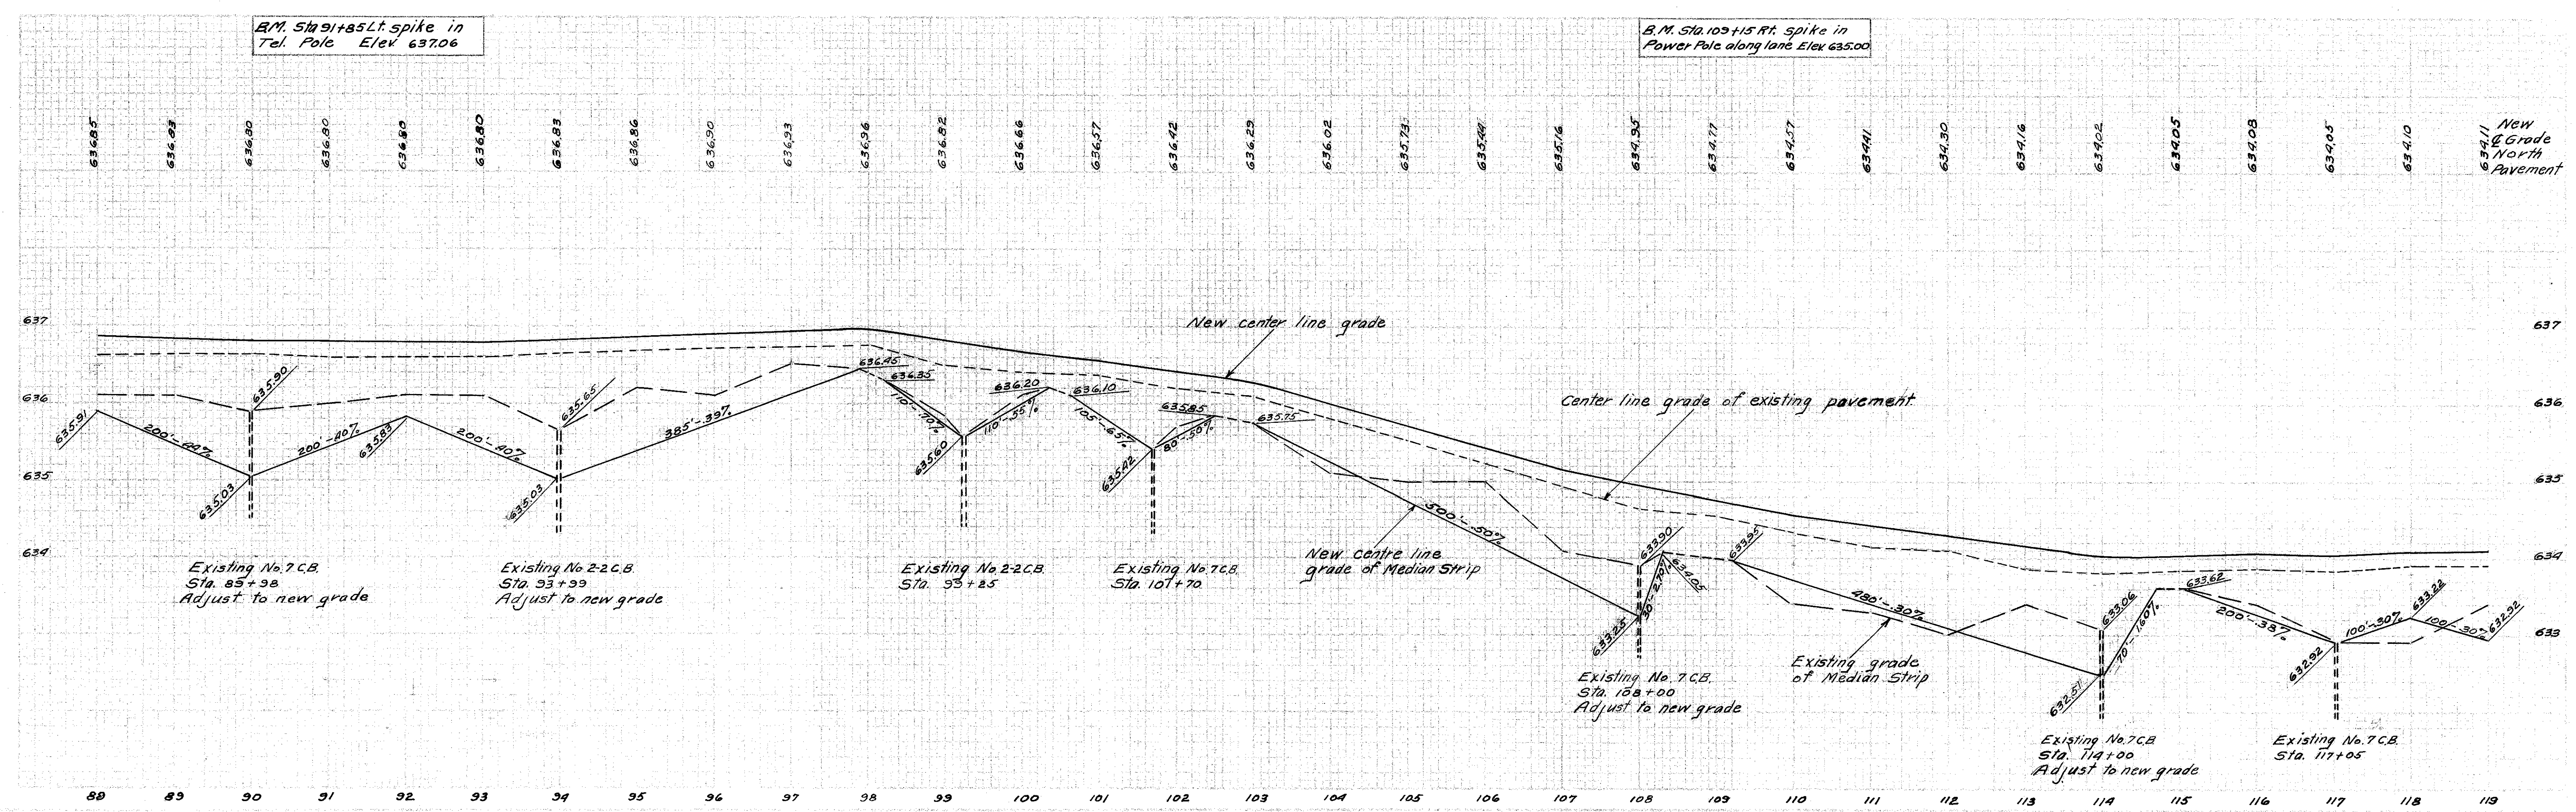 B.M. Sta 91+85 Lt. spike in
Tel. Pole Elev. 637.06
B.M. Sta. 109+15 Rt. spike in
Power Pole along lane Elev. 635.00
636.85 636.83 636.80 636.80 636.80 636.80 636.83 636.86 636.90 636.93 636.96 636.82 636.66 636.57 636.42 636.29 636.02 635.73 635.44 635.16 634.95 634.77 634.57 634.41 634.30 634.16 634.02 634.05 634.08 634.05 634.10 634.11
New
℄ Grade
North
Pavement
637
New center line grade
637
636
Center line grade of existing pavement
636
635.91
200'-.44%
635.90
635.03
200'-.40%
635.83
200'-.40%
635.65
635.03
385'-.39%
636.45
636.35
110'-.70%
635.60
110'-.55%
636.20
636.10
105'-.65%
635.42
80'-.50%
635.85
635.75
635
635
500'-.50%
633.90
633.25
30'-2.70%
634.05
633.95
480'-.30%
633.06
632.51
70'-1.60%
633.62
200'-.38%
632.92
100'-.30%
633.22
100'-.30%
632.92
634
634
633
New centre line
grade of Median Strip
Existing grade
of Median Strip
Existing No. 7 C.B.
Sta. 89+98
Adjust to new grade
Existing No. 2-2 C.B.
Sta. 93+99
Adjust to new grade
Existing No. 2-2 C.B.
Sta. 99+25
Existing No. 7 C.B.
Sta. 101+70
Existing No. 7 C.B.
Sta. 108+00
Adjust to new grade
Existing No. 7 C.B.
Sta. 114+00
Adjust to new grade
Existing No. 7 C.B.
Sta. 117+05
88 89 90 91 92 93 94 95 96 97 98 99 100 101 102 103 104 105 106 107 108 109 110 111 112 113 114 115 116 117 118 119